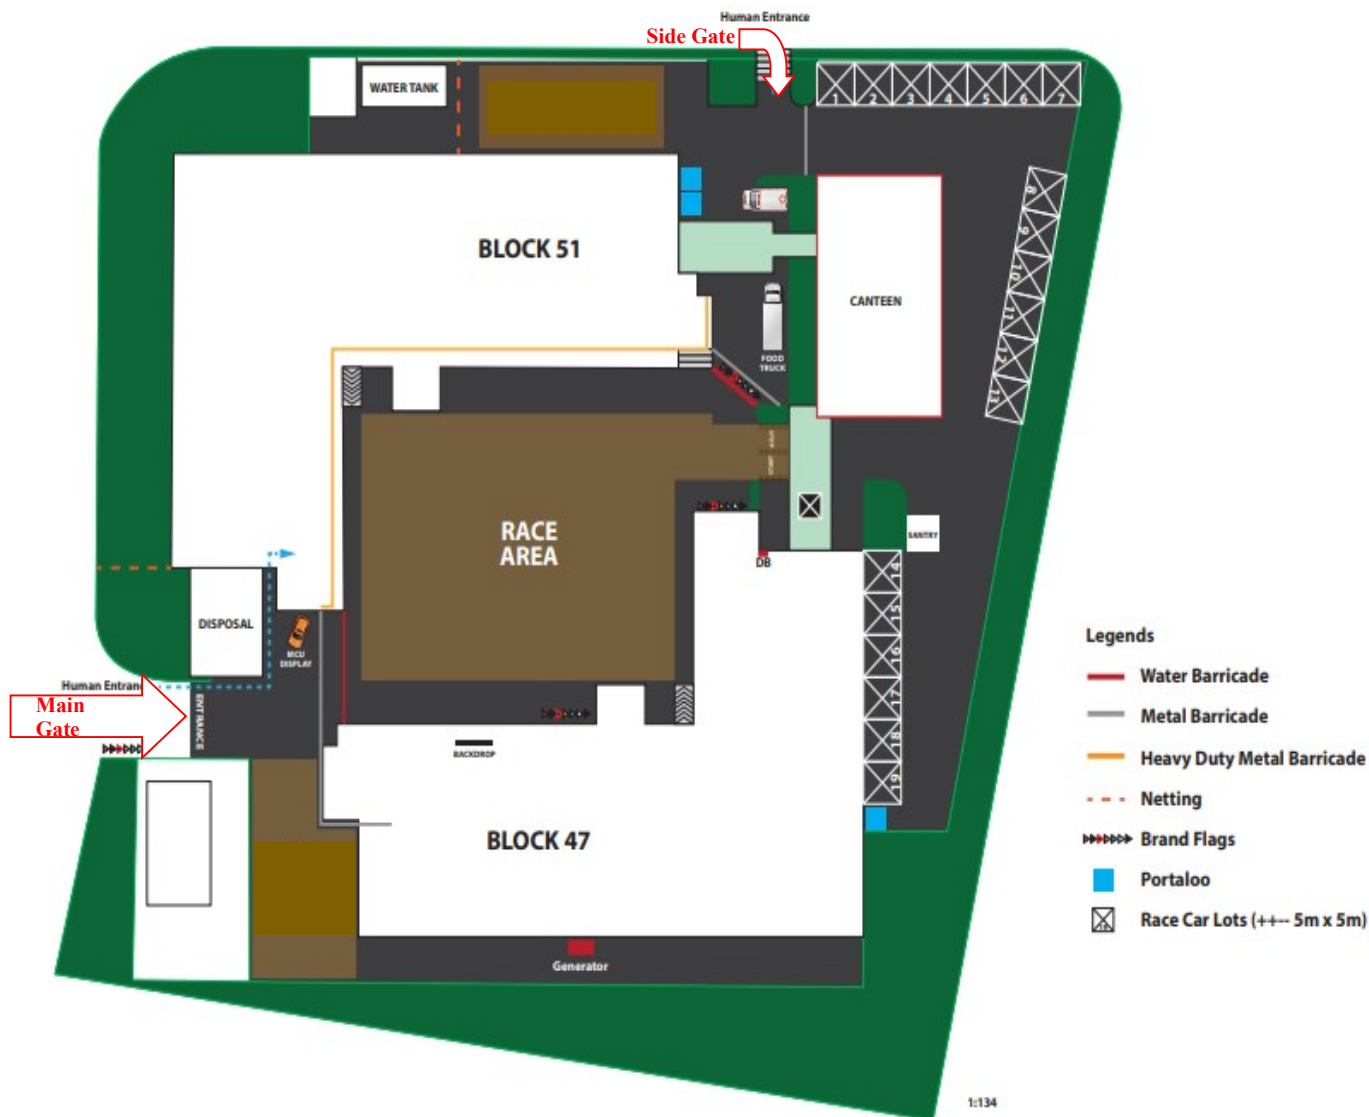 Human Entrance
Side Gate
WATER TANK
1
2
3
4
5
6
7
8
9
10
11
12
13
BLOCK 51
CANTEEN
FOOD
TRUCK
START
RACE
AREA
DB
SANTRY
14
15
16
17
18
19
DISPOSAL
MCU
DISPLAY
Human Entranc
Main
Gate
ENTRANCE
BACKDROP
BLOCK 47
Generator
Legends
Water Barricade
Metal Barricade
Heavy Duty Metal Barricade
Netting
Brand Flags
Portaloo
Race Car Lots (++-- 5m x 5m)
1:134